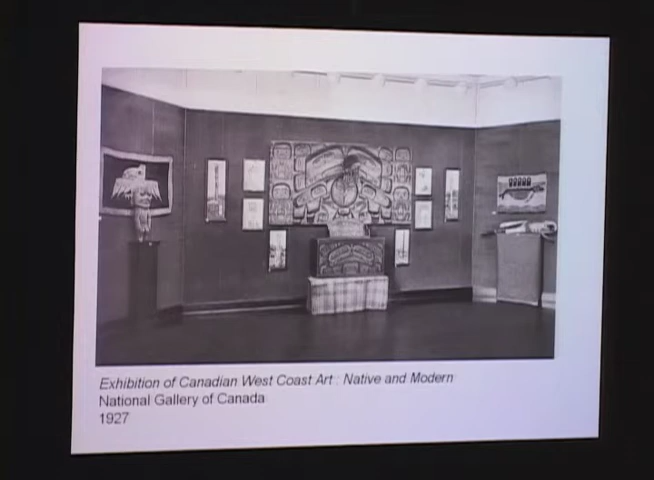 Exhibition of Canadian West Coast Art : Native and Modern
National Gallery of Canada
1927